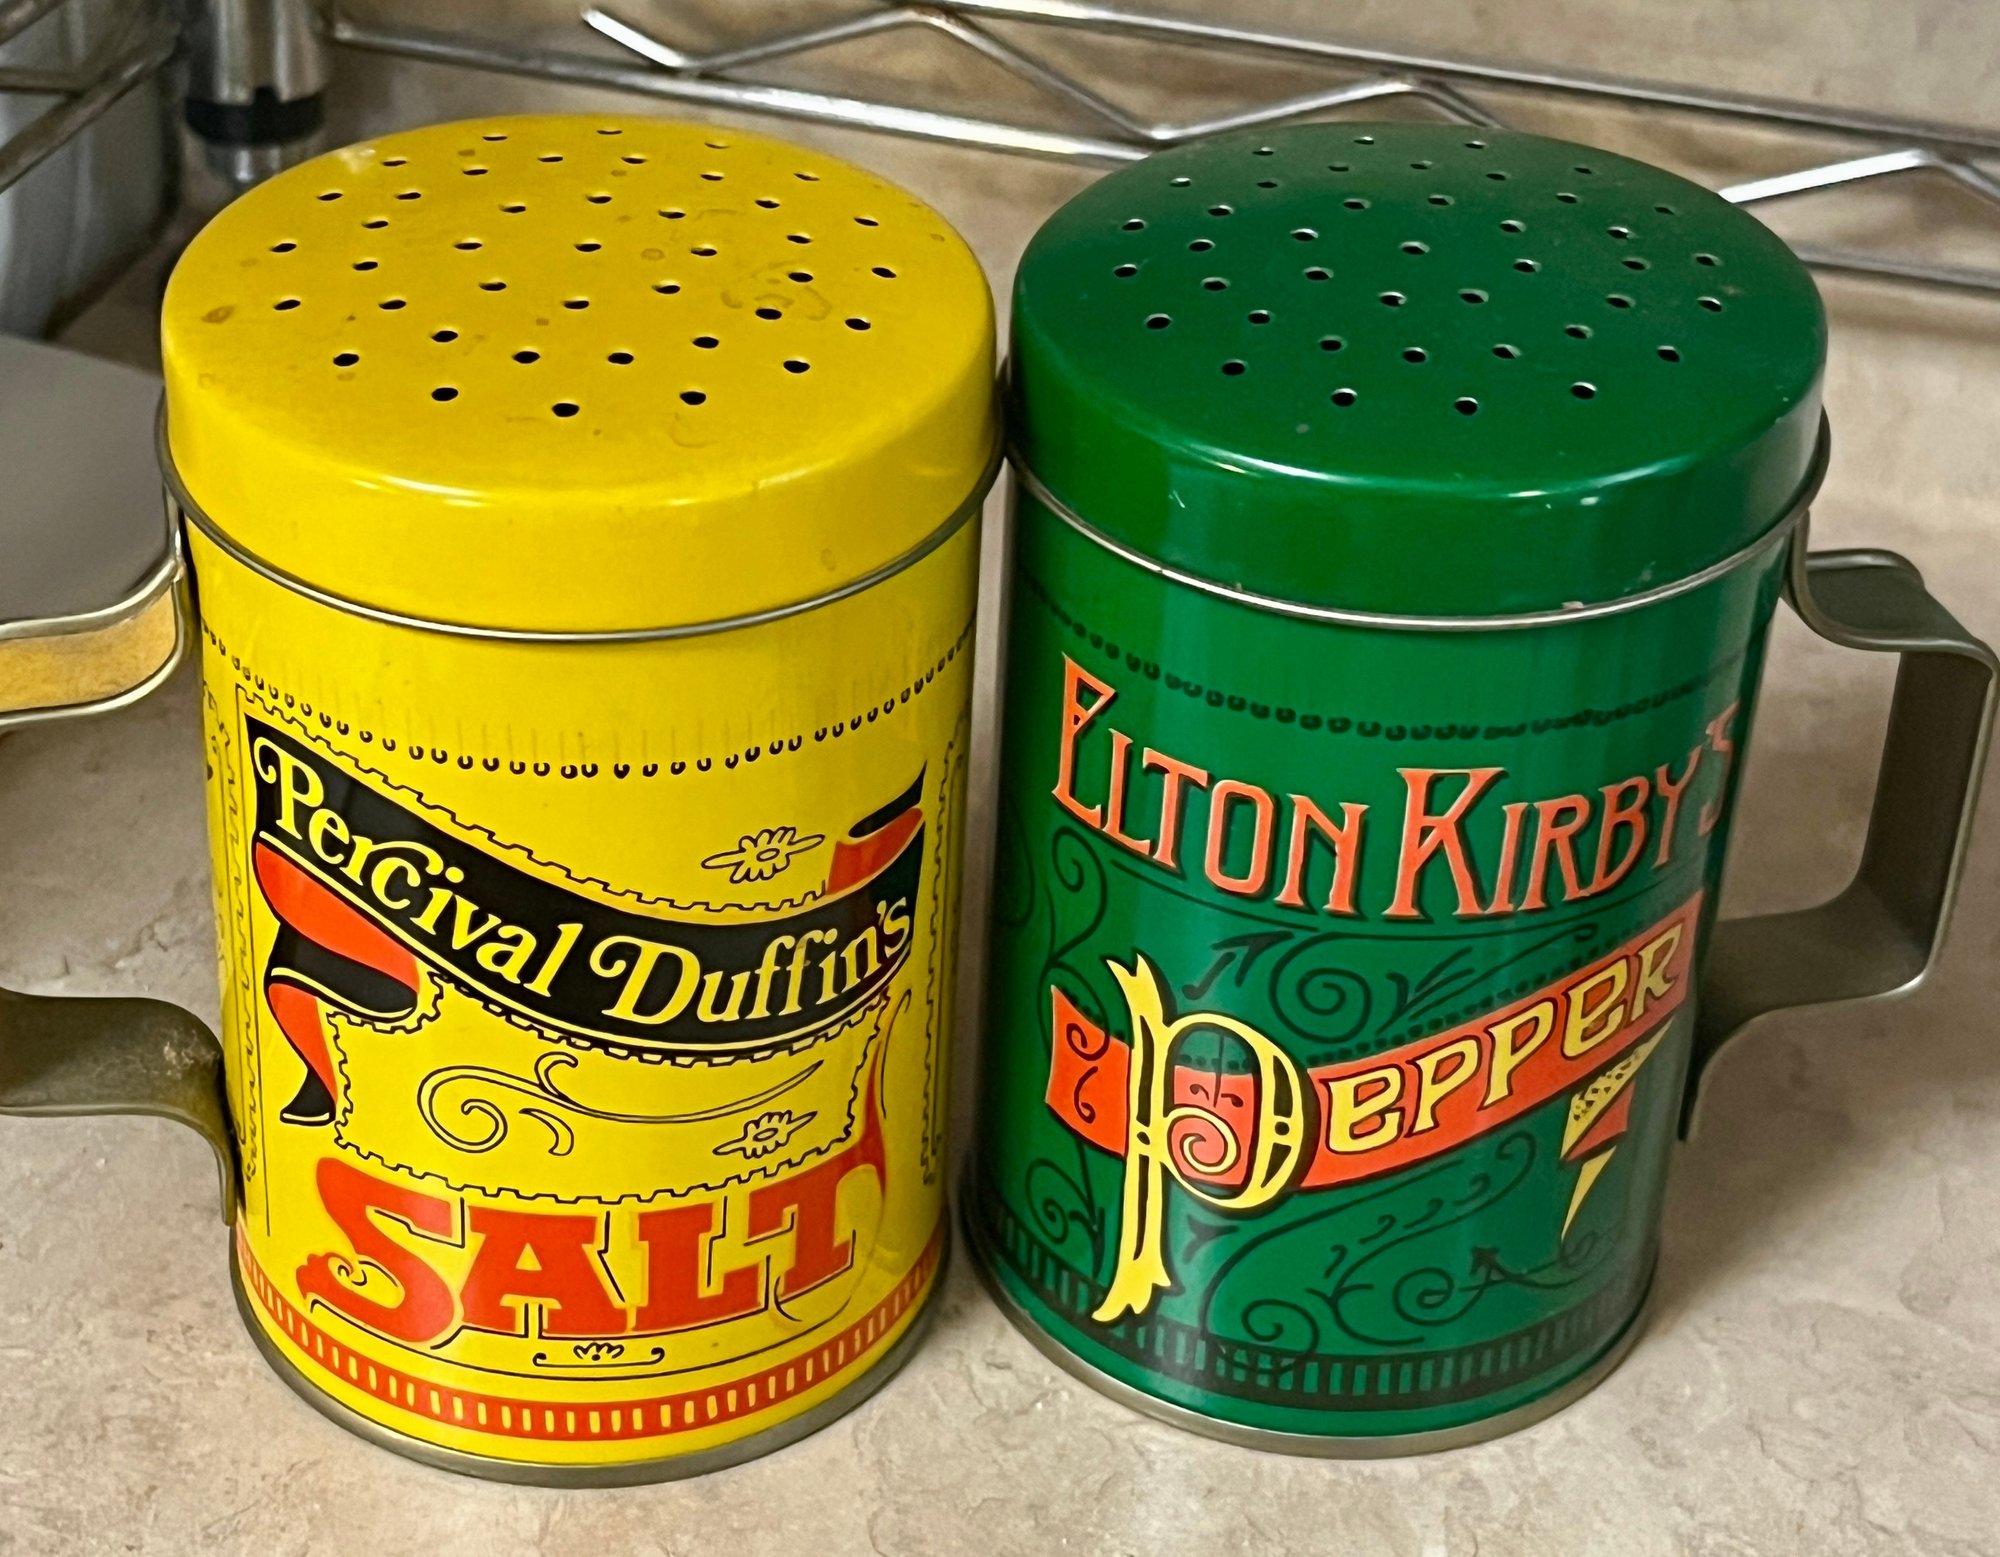 Percival Duffin's
SALT
ELTON KIRBY'S
PEPPER